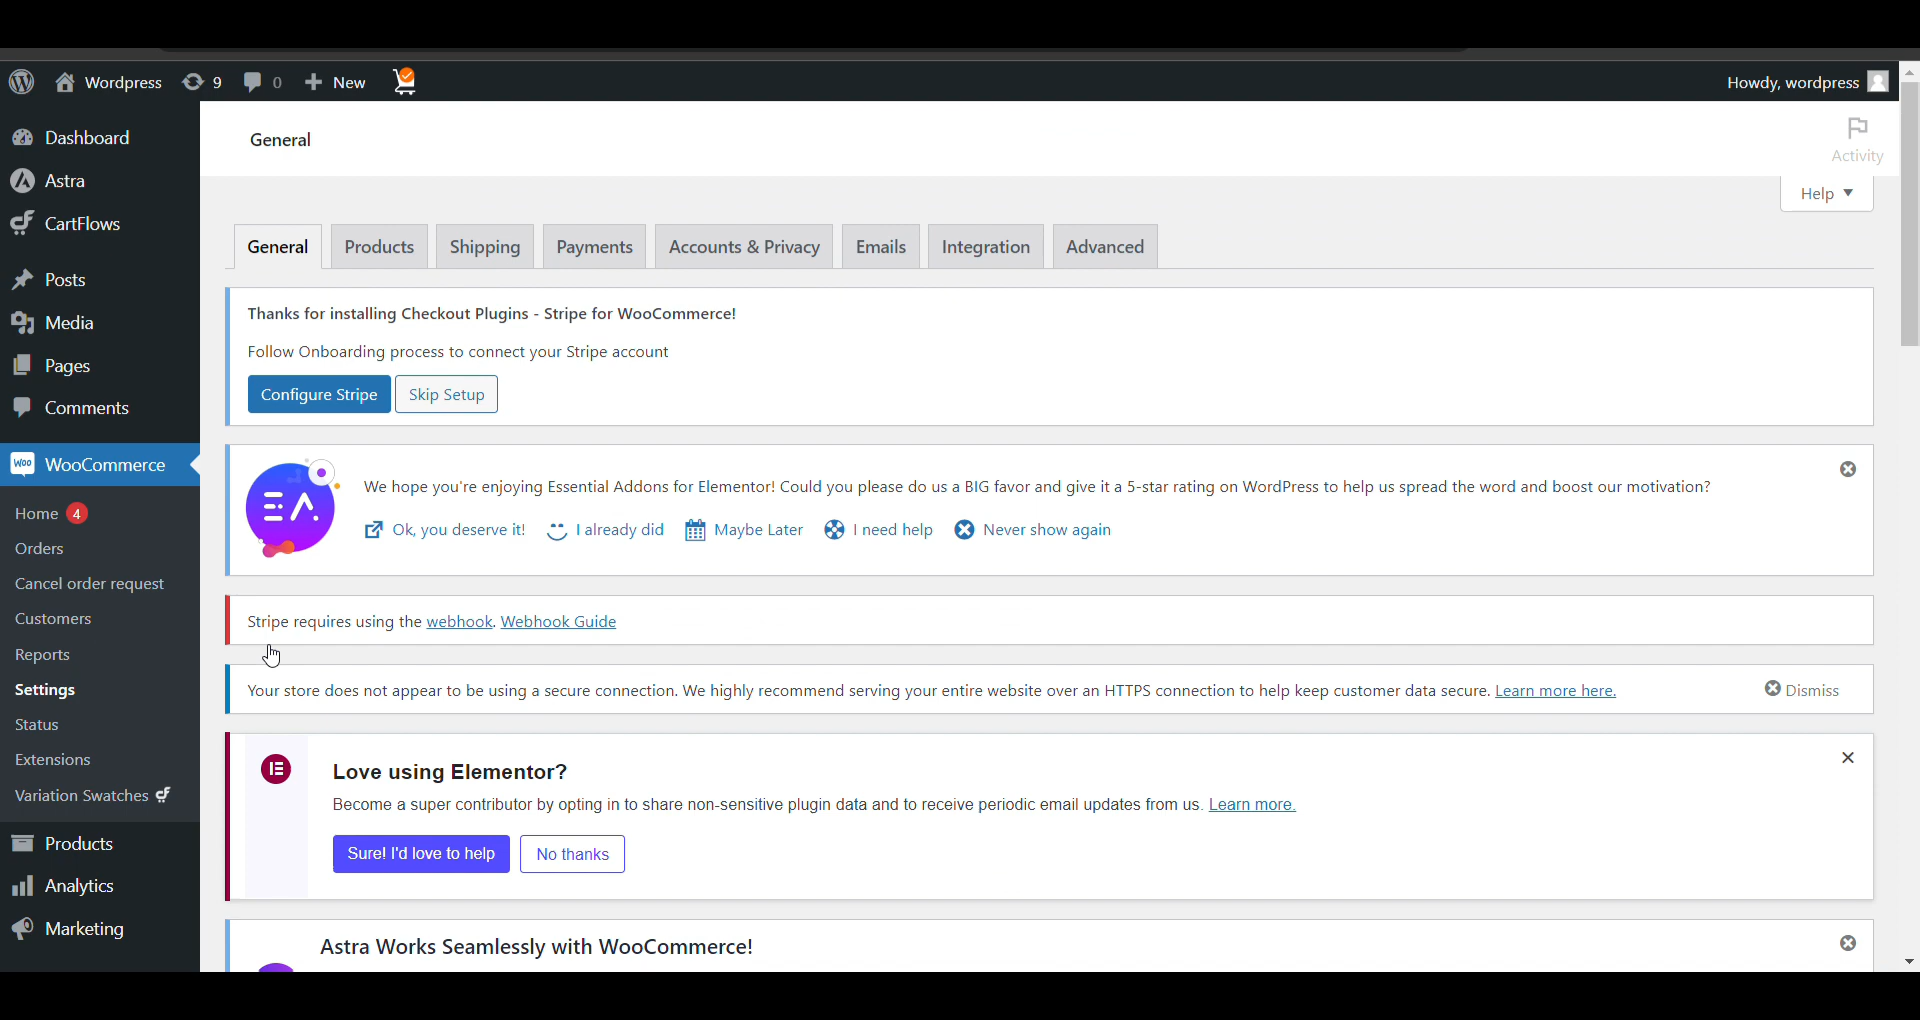 Wordpress 9 0 New Howdy, wordpress
Dashboard
Astra
CartFlows
Posts
Media
Pages
Comments
Woo WooCommerce
Home 4
Orders
Cancel order request
Customers
Reports
Settings
Status
Extensions
Variation Swatches
Products
Analytics
Marketing
General
Activity
Help
General Products Shipping Payments Accounts & Privacy Emails Integration Advanced
Thanks for installing Checkout Plugins - Stripe for WooCommerce!
Follow Onboarding process to connect your Stripe account
Configure Stripe Skip Setup
We hope you're enjoying Essential Addons for Elementor! Could you please do us a BIG favor and give it a 5-star rating on WordPress to help us spread the word and boost our motivation?
Ok, you deserve it! I already did Maybe Later I need help Never show again
Stripe requires using the webhook. Webhook Guide
Your store does not appear to be using a secure connection. We highly recommend serving your entire website over an HTTPS connection to help keep customer data secure. Learn more here. Dismiss
Love using Elementor?
Become a super contributor by opting in to share non-sensitive plugin data and to receive periodic email updates from us. Learn more.
Sure! I'd love to help No thanks
Astra Works Seamlessly with WooCommerce!